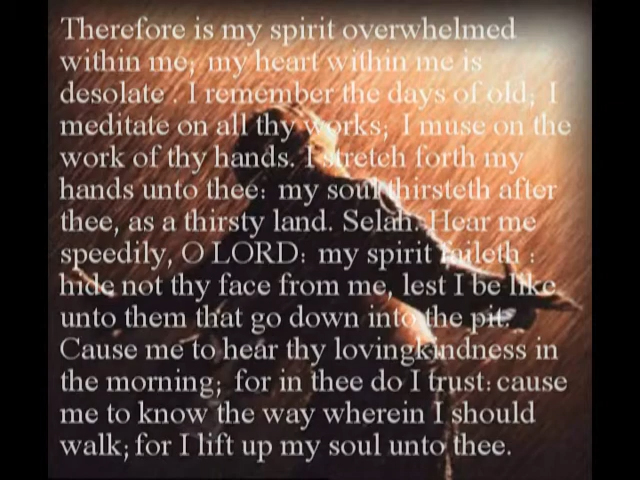 Therefore is my spirit overwhelmed
within me; my heart within me is
desolate . I remember the days of old; I
meditate on all thy works; I muse on the
work of thy hands. I stretch forth my
hands unto thee: my soul thirsteth after
thee, as a thirsty land. Selah. Hear me
speedily, O LORD: my spirit faileth :
hide not thy face from me, lest I be like
unto them that go down into the pit.
Cause me to hear thy lovingkindness in
the morning; for in thee do I trust: cause
me to know the way wherein I should
walk; for I lift up my soul unto thee.